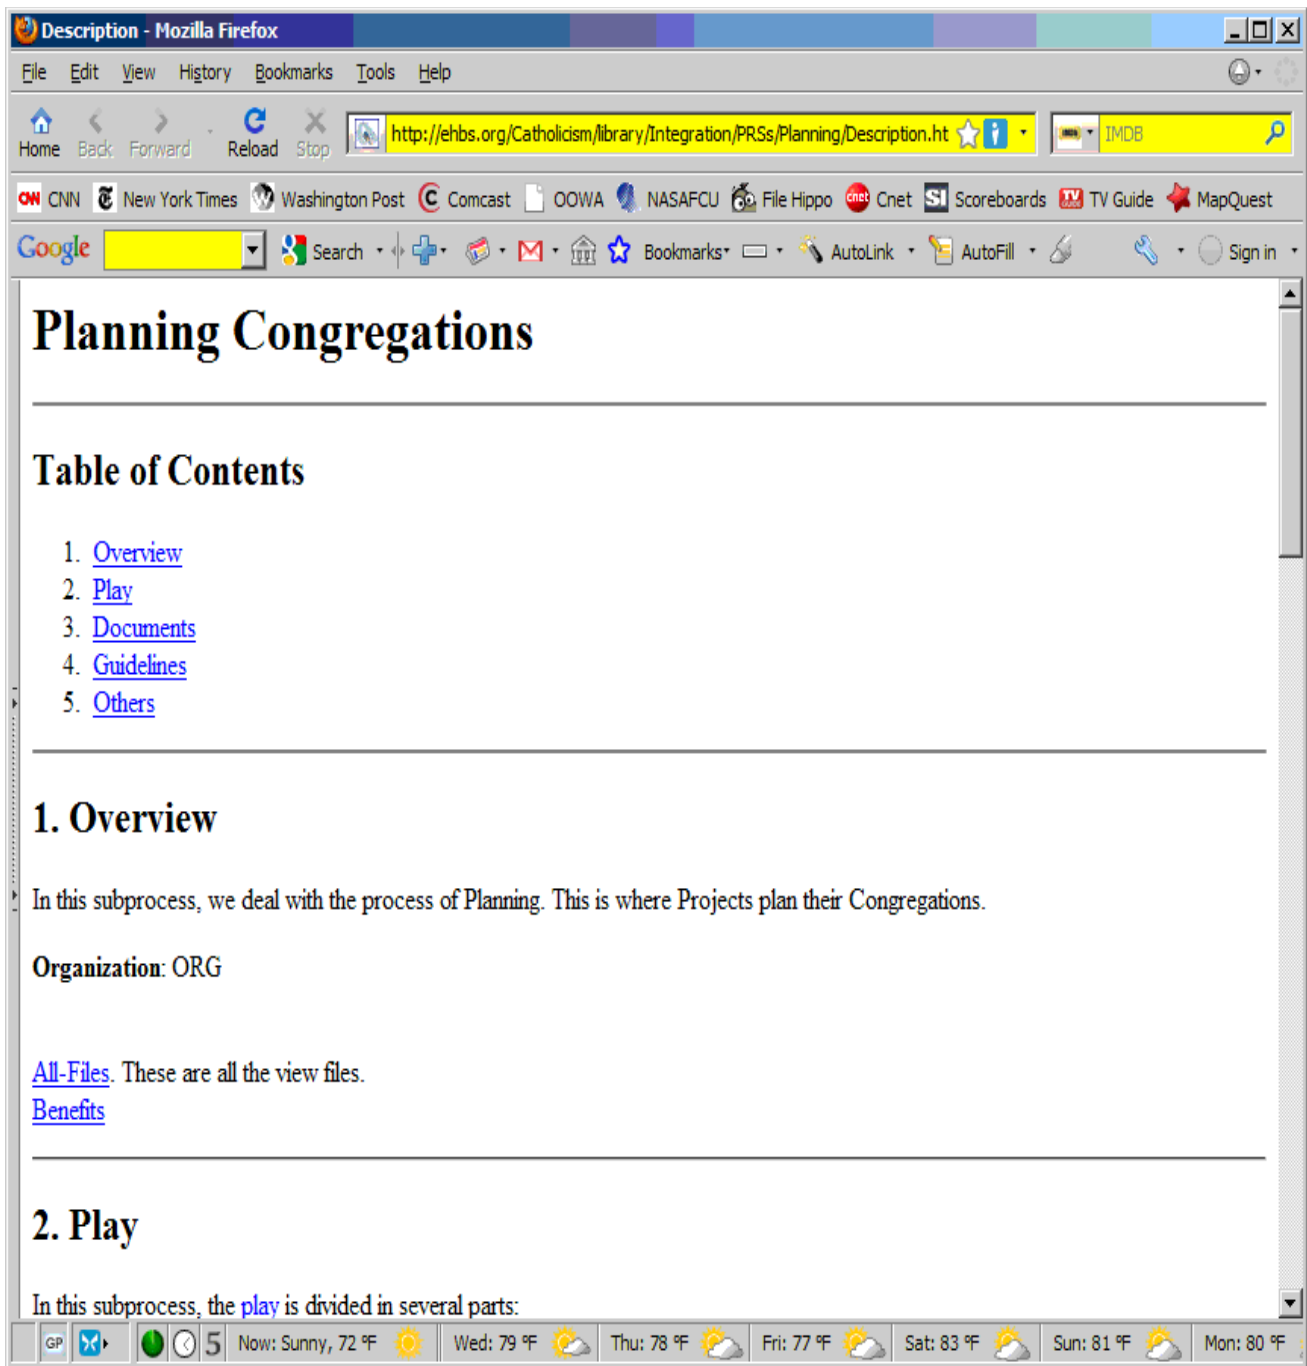 Description - Mozilla Firefox
File Edit View History Bookmarks Tools Help
Home Back Forward Reload Stop http://ehbs.org/Catholicism/library/Integration/PRSs/Planning/Description.ht IMDB
CNN New York Times Washington Post Comcast OOWA NASAFCU File Hippo Cnet Scoreboards TV Guide MapQuest
Google Search Bookmarks AutoLink AutoFill Sign in
Planning Congregations
Table of Contents
1. Overview
2. Play
3. Documents
4. Guidelines
5. Others
1. Overview
In this subprocess, we deal with the process of Planning. This is where Projects plan their Congregations.
Organization: ORG
All-Files. These are all the view files.
Benefits
2. Play
In this subprocess, the play is divided in several parts:
GP 5 Now: Sunny, 72 °F Wed: 79 °F Thu: 78 °F Fri: 77 °F Sat: 83 °F Sun: 81 °F Mon: 80 °F